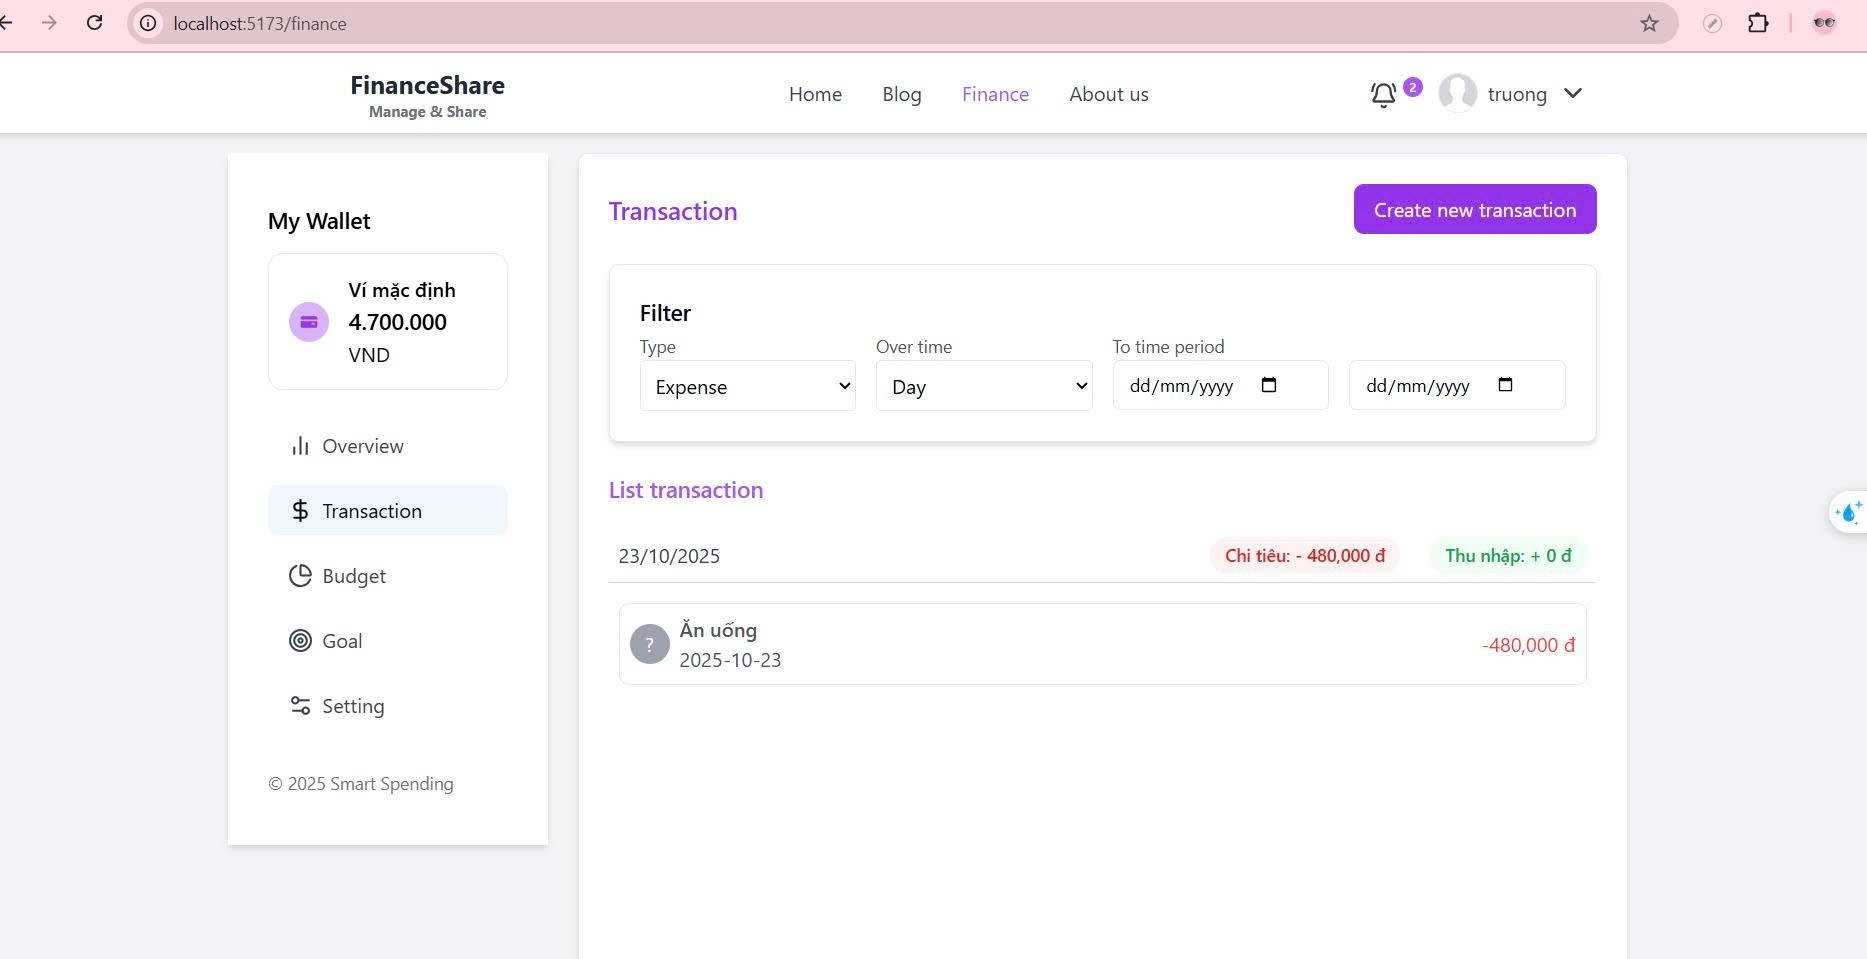 localhost:5173/finance
FinanceShare
Manage & Share
Home
Blog
Finance
About us
2
truong
My Wallet
Ví mặc định
4.700.000
VND
Overview
Transaction
Budget
Goal
Setting
© 2025 Smart Spending
Transaction
Create new transaction
Filter
Type
Over time
To time period
Expense
Day
dd/mm/yyyy
dd/mm/yyyy
List transaction
23/10/2025
Chi tiêu: - 480,000 đ
Thu nhập: + 0 đ
?
Ăn uống
2025-10-23
-480,000 đ